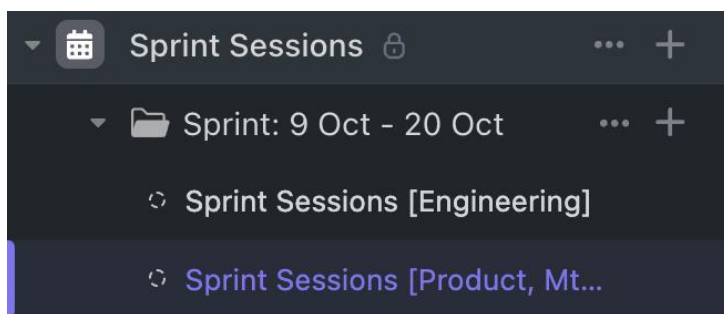 Sprint Sessions
Sprint: 9 Oct - 20 Oct
Sprint Sessions [Engineering]
Sprint Sessions [Product, Mt...